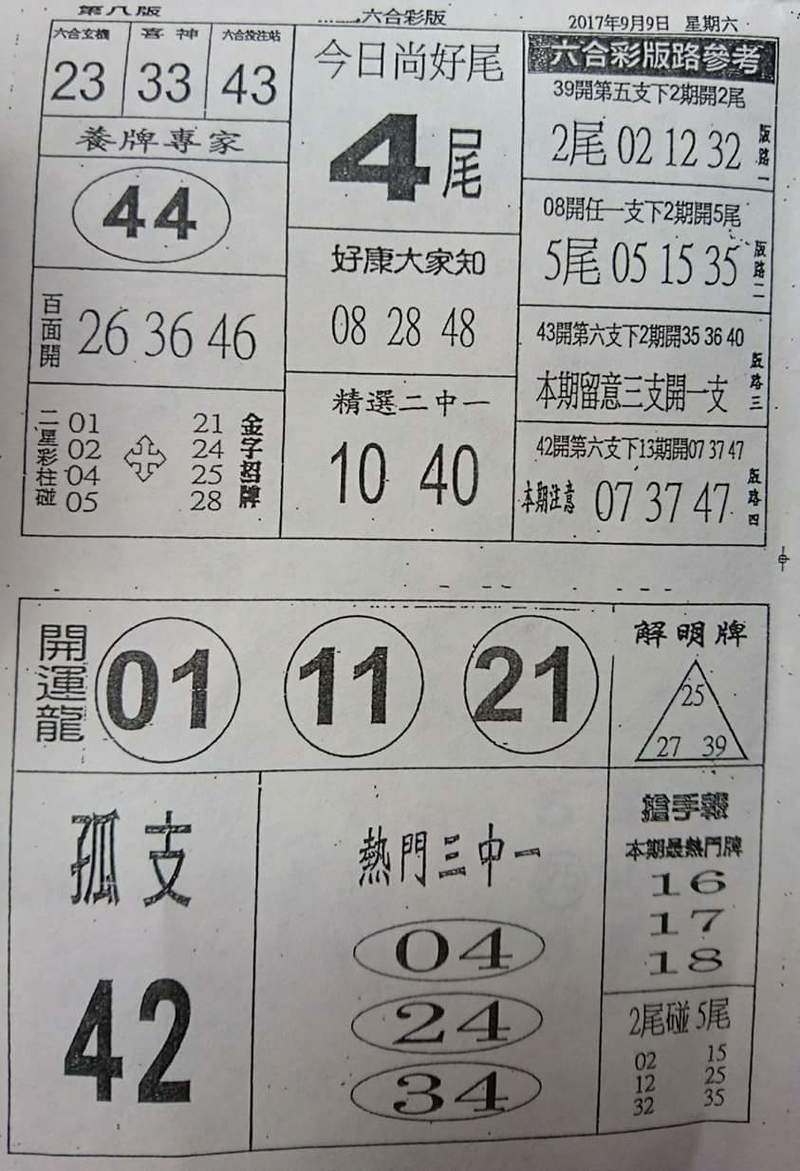 第八版
六合彩版
2017年9月9日 星期六
六合玄機
23
喜神
33
六合投注站
43
養牌專家
44
百面開
26 36 46
二星彩柱碰
01
02
04
05
21
24
25
28
金字招牌
今日尚好尾
4尾
好康大家知
08 28 48
精選二中一
10 40
六合彩版路參考
39開第五支下2期開2尾
2尾 02 12 32
版路一
08開任一支下2期開5尾
5尾 05 15 35
版路二
43開第六支下2期開35 36 40
本期留意三支開一支
版路三
42開第六支下13期開07 37 47
本期注意 07 37 47
版路四
開運龍
01 11 21
解明牌
25
27 39
孤支
42
熱門三中一
04
24
34
搶手報
本期最熱門牌
16
17
18
2尾碰5尾
02 15
12 25
32 35